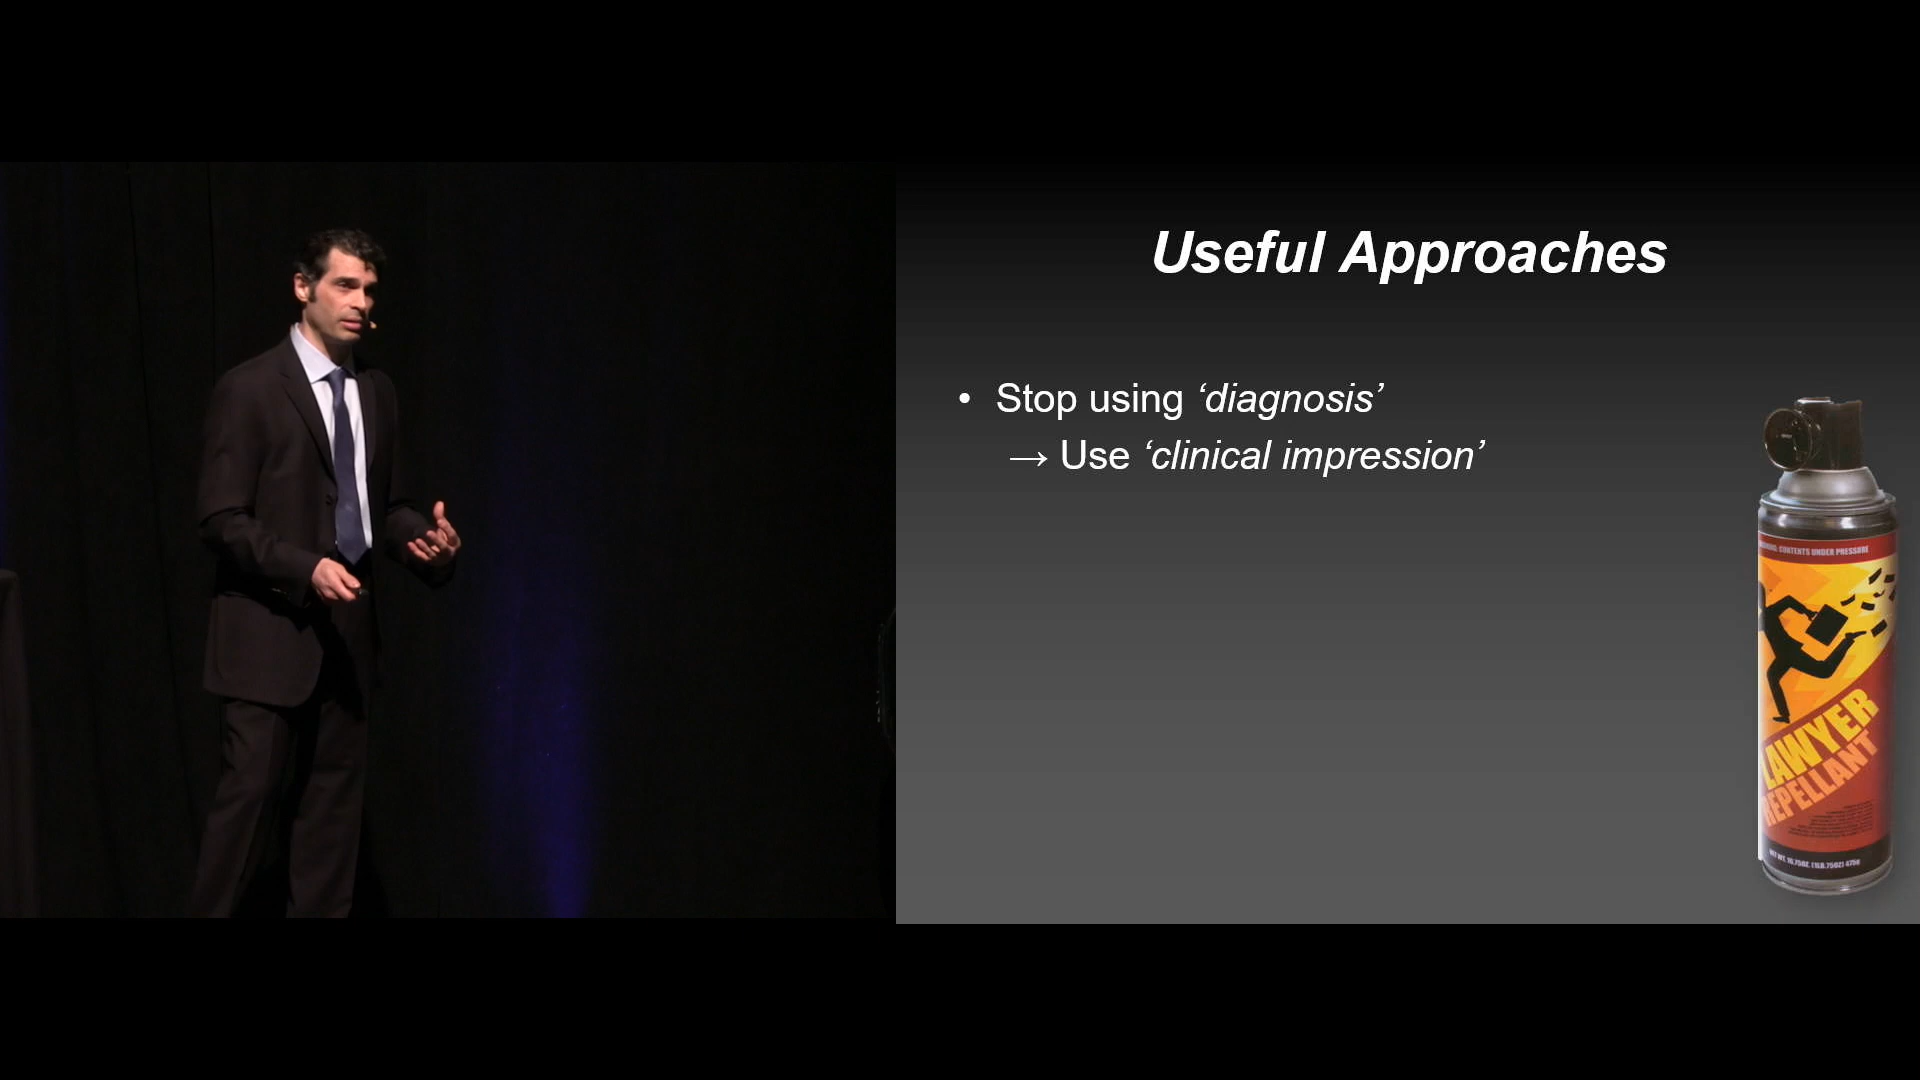 Useful Approaches
• Stop using ‘diagnosis’
→ Use ‘clinical impression’
CONTENTS UNDER PRESSURE
LAWYER
REPELLANT